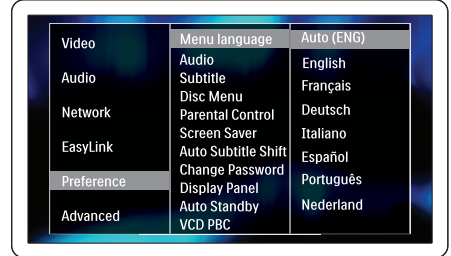 Video
Audio
Network
EasyLink
Preference
Advanced
Menu language
Audio
Subtitle
Disc Menu
Parental Control
Screen Saver
Auto Subtitle Shift
Change Password
Display Panel
Auto Standby
VCD PBC
Auto (ENG)
English
Français
Deutsch
Italiano
Español
Português
Nederland